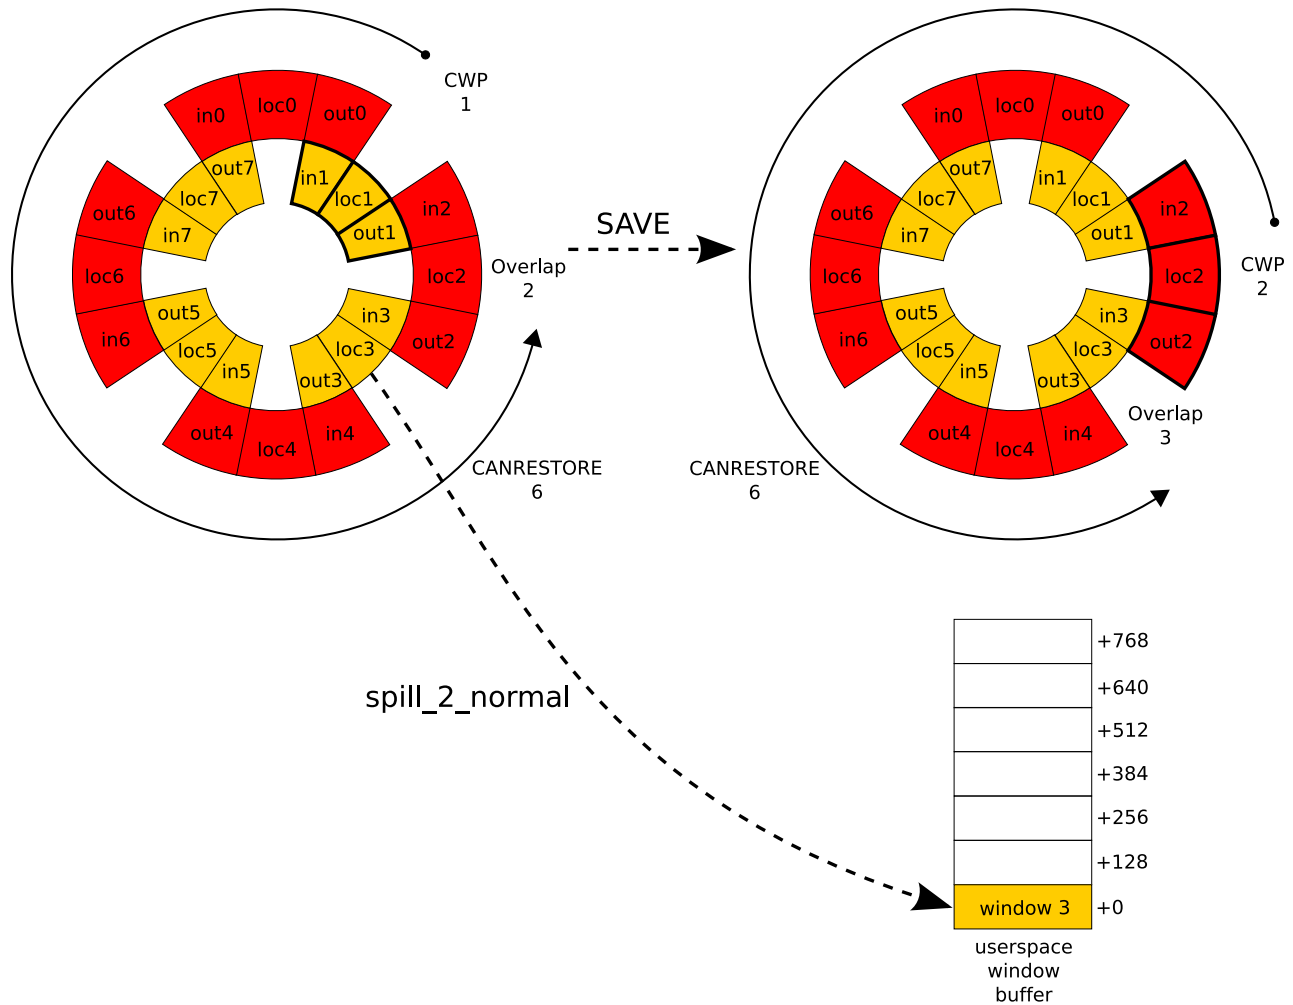 CWP
1
in0
loc0
out0
out7
loc7
in7
in1
loc1
out1
out6
loc6
in6
in2
loc2
out2
Overlap
2
out5
loc5
in5
in3
loc3
out3
out4
loc4
in4
CANRESTORE
6
SAVE
in0
loc0
out0
out7
loc7
in7
in1
loc1
out1
out6
loc6
in6
in2
loc2
out2
CWP
2
out5
loc5
in5
in3
loc3
out3
out4
loc4
in4
Overlap
3
CANRESTORE
6
spill_2_normal
+768
+640
+512
+384
+256
+128
window 3 +0
userspace
window
buffer